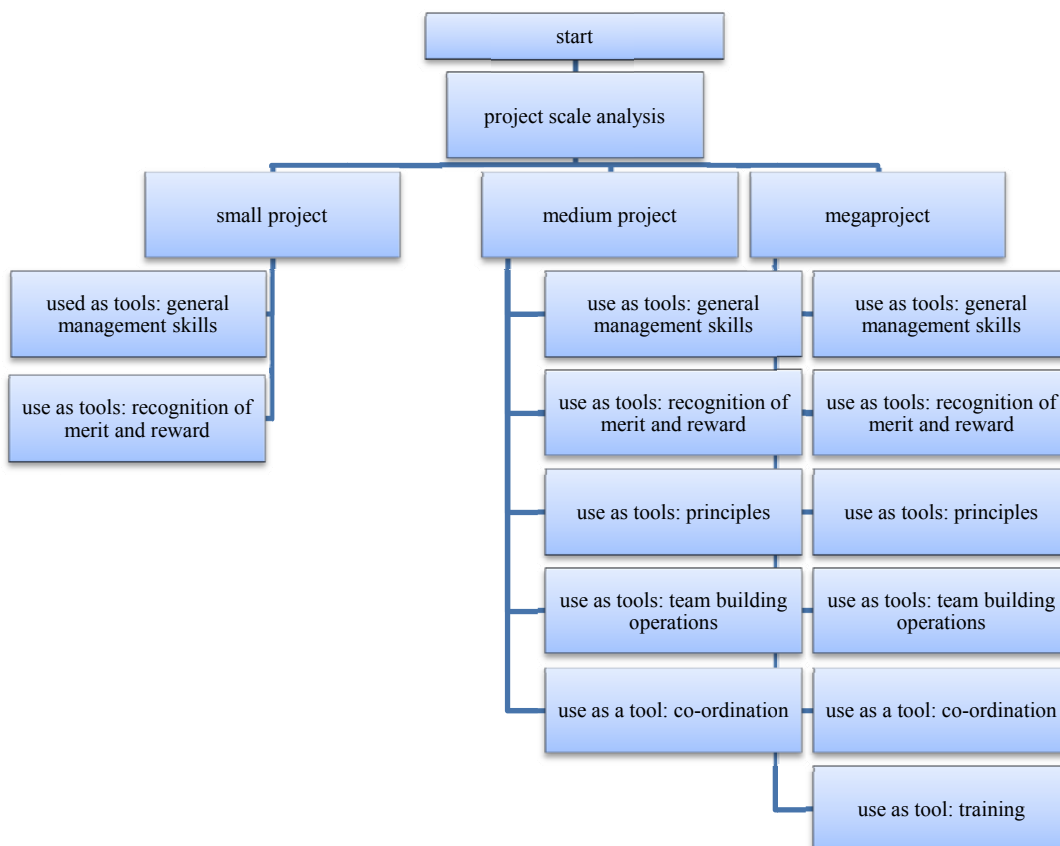 start
project scale analysis
small project
medium project
megaproject
used as tools: general
management skills
use as tools: recognition of
merit and reward
use as tools: general
management skills
use as tools: recognition of
merit and reward
use as tools: principles
use as tools: team building
operations
use as a tool: co-ordination
use as tools: general
management skills
use as tools: recognition of
merit and reward
use as tools: principles
use as tools: team building
operations
use as a tool: co-ordination
use as tool: training